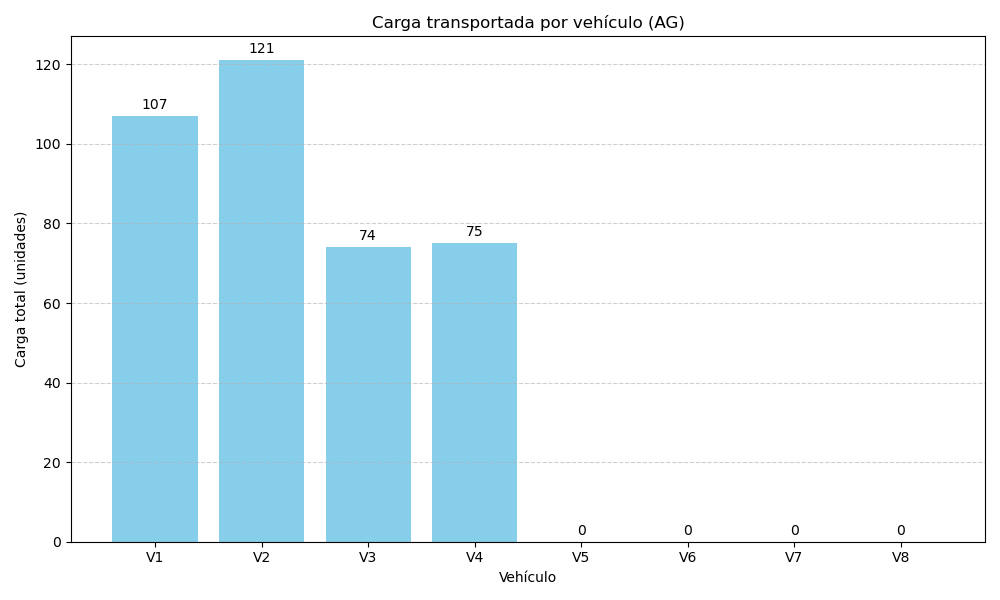 Carga transportada por vehículo (AG)
Carga total (unidades)
120
100
80
60
40
20
0
107
121
74
75
0
0
0
0
V1
V2
V3
V4
V5
V6
V7
V8
Vehículo